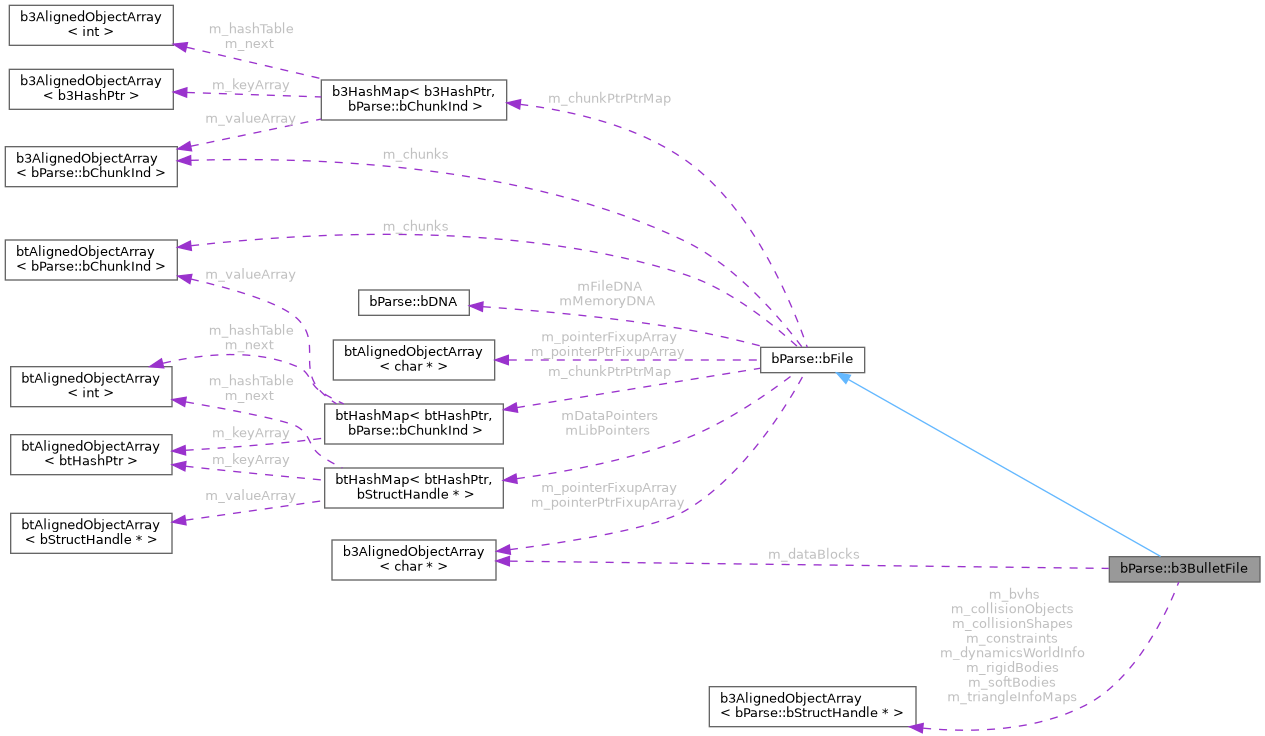 b3AlignedObjectArray
< int >
m_hashTable
m_next
b3AlignedObjectArray
< b3HashPtr >
m_keyArray
b3HashMap< b3HashPtr,
bParse::bChunkInd >
m_chunkPtrPtrMap
m_valueArray
b3AlignedObjectArray
< bParse::bChunkInd >
m_chunks
m_chunks
btAlignedObjectArray
< bParse::bChunkInd >
m_valueArray
bParse::bDNA
mFileDNA
mMemoryDNA
m_hashTable
m_next
btAlignedObjectArray
< char * >
m_pointerFixupArray
m_pointerPtrFixupArray
bParse::bFile
btAlignedObjectArray
< int >
m_hashTable
m_next
m_chunkPtrPtrMap
btHashMap< btHashPtr,
bParse::bChunkInd >
mDataPointers
mLibPointers
btAlignedObjectArray
< btHashPtr >
m_keyArray
m_keyArray
btHashMap< btHashPtr,
bStructHandle * >
m_pointerFixupArray
m_pointerPtrFixupArray
m_valueArray
btAlignedObjectArray
< bStructHandle * >
b3AlignedObjectArray
< char * >
m_dataBlocks
bParse::b3BulletFile
m_bvhs
m_collisionObjects
m_collisionShapes
m_constraints
m_dynamicsWorldInfo
m_rigidBodies
m_softBodies
m_triangleInfoMaps
b3AlignedObjectArray
< bParse::bStructHandle * >